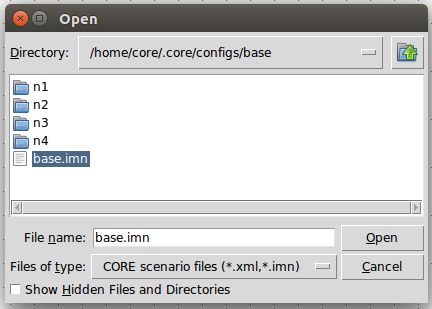 Open
Directory: /home/core/.core/configs/base
n1
n2
n3
n4
base.imn
File name: base.imn Open
Files of type: CORE scenario files (*.xml,*.imn) Cancel
Show Hidden Files and Directories